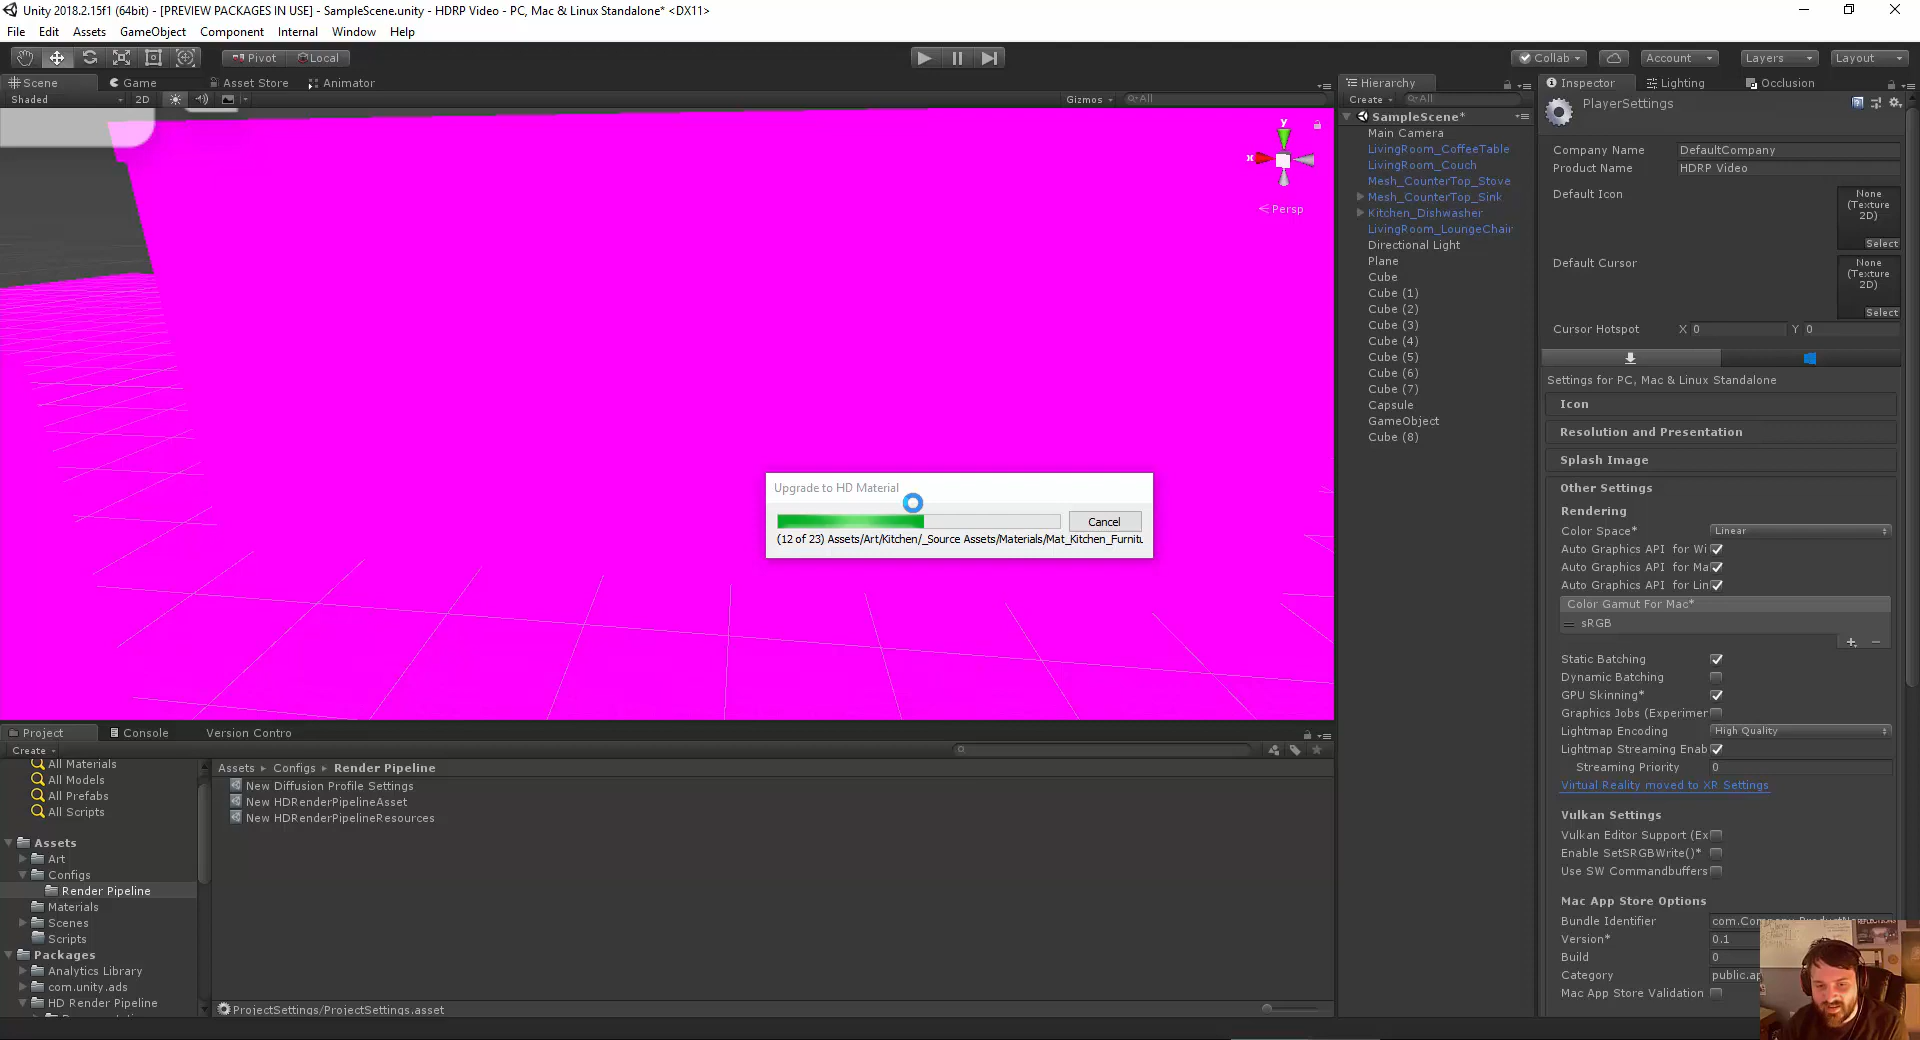 Unity 2018.2.15f1 (64bit) - [PREVIEW PACKAGES IN USE] - SampleScene.unity - HDRP Video - PC, Mac & Linux Standalone* <DX11>
File Edit Assets GameObject Component Internal Window Help
Pivot Local Collab Account Layers Layout
Scene Game Asset Store Animator
Shaded 2D Gizmos All
y
x
Persp
Upgrade to HD Material
Cancel
(12 of 23) Assets/Art/Kitchen/_Source Assets/Materials/Mat_Kitchen_Furnitu
Hierarchy
Create All
SampleScene*
Main Camera
LivingRoom_CoffeeTable
LivingRoom_Couch
Mesh_CounterTop_Stove
Mesh_CounterTop_Sink
Kitchen_Dishwasher
LivingRoom_LoungeChair
Directional Light
Plane
Cube
Cube (1)
Cube (2)
Cube (3)
Cube (4)
Cube (5)
Cube (6)
Cube (7)
Capsule
GameObject
Cube (8)
Inspector Lighting Occlusion
PlayerSettings
Company Name DefaultCompany
Product Name HDRP Video
Default Icon
None
(Texture
2D)
Select
Default Cursor
None
(Texture
2D)
Select
Cursor Hotspot X 0 Y 0
Settings for PC, Mac & Linux Standalone
Icon
Resolution and Presentation
Splash Image
Other Settings
Rendering
Color Space* Linear
Auto Graphics API for Wi
Auto Graphics API for Ma
Auto Graphics API for Lin
Color Gamut For Mac*
sRGB
Static Batching
Dynamic Batching
GPU Skinning*
Graphics Jobs (Experimer
Lightmap Encoding High Quality
Lightmap Streaming Enab
Streaming Priority 0
Virtual Reality moved to XR Settings
Vulkan Settings
Vulkan Editor Support (Ex
Enable SetSRGBWrite()*
Use SW Commandbuffers
Mac App Store Options
Bundle Identifier com.Company.ProductN
Version* 0.1
Build 0
Category public.ap
Mac App Store Validation
Project Console Version Contro
Create
All Materials
All Models
All Prefabs
All Scripts
Assets
Art
Configs
Render Pipeline
Materials
Scenes
Scripts
Packages
Analytics Library
com.unity.ads
HD Render Pipeline
Assets Configs Render Pipeline
New Diffusion Profile Settings
New HDRenderPipelineAsset
New HDRenderPipelineResources
ProjectSettings/ProjectSettings.asset